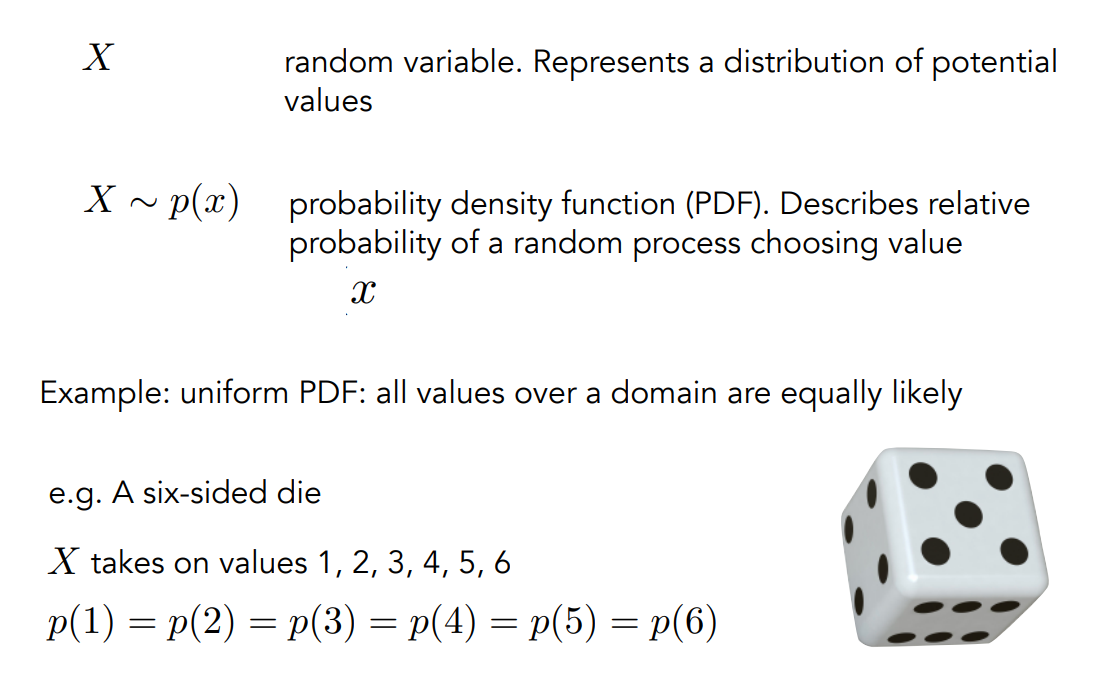 X random variable. Represents a distribution of potential
values
X ∼ p(x) probability density function (PDF). Describes relative
probability of a random process choosing value
x
Example: uniform PDF: all values over a domain are equally likely
e.g. A six-sided die
X takes on values 1, 2, 3, 4, 5, 6
p(1) = p(2) = p(3) = p(4) = p(5) = p(6)